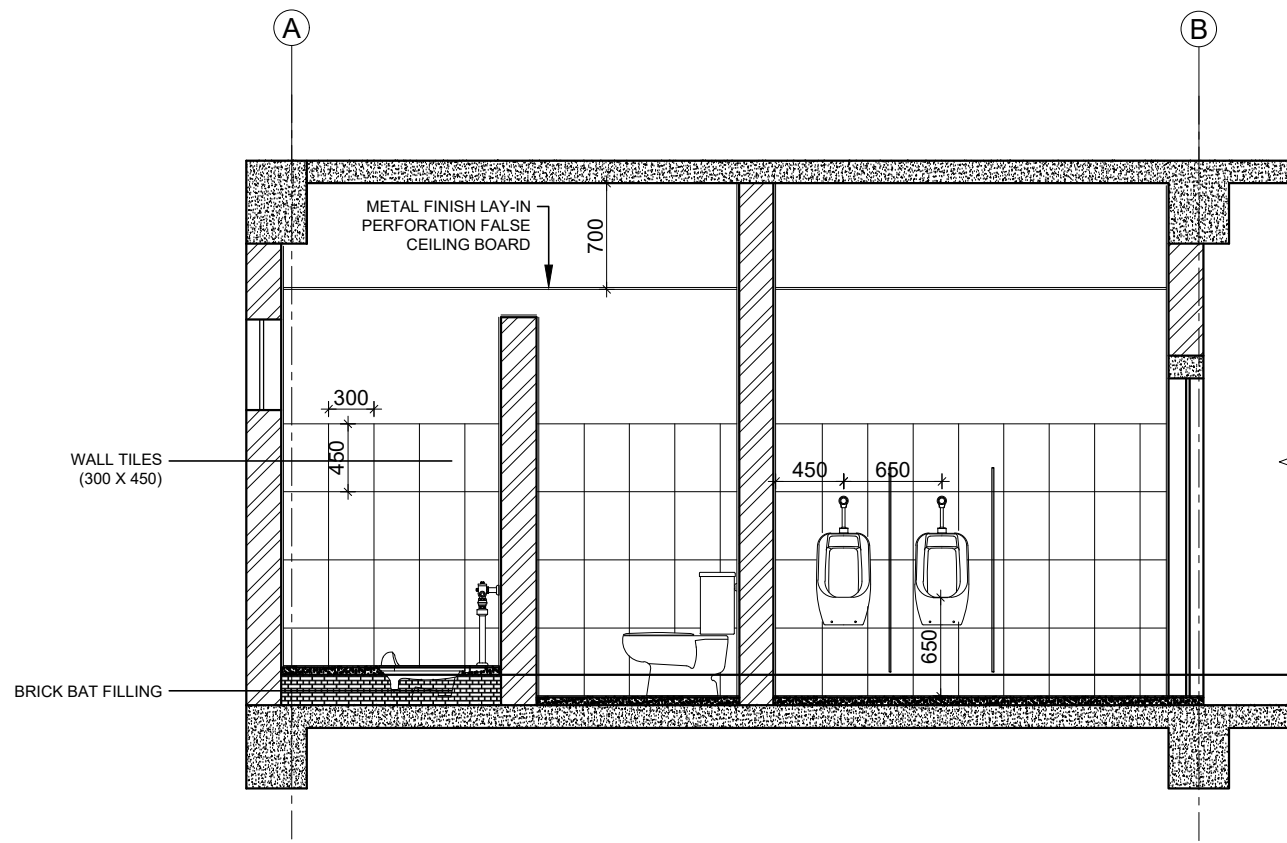 A
B
METAL FINISH LAY-IN
PERFORATION FALSE
CEILING BOARD
700
300
450
WALL TILES
(300 X 450)
450
650
650
BRICK BAT FILLING